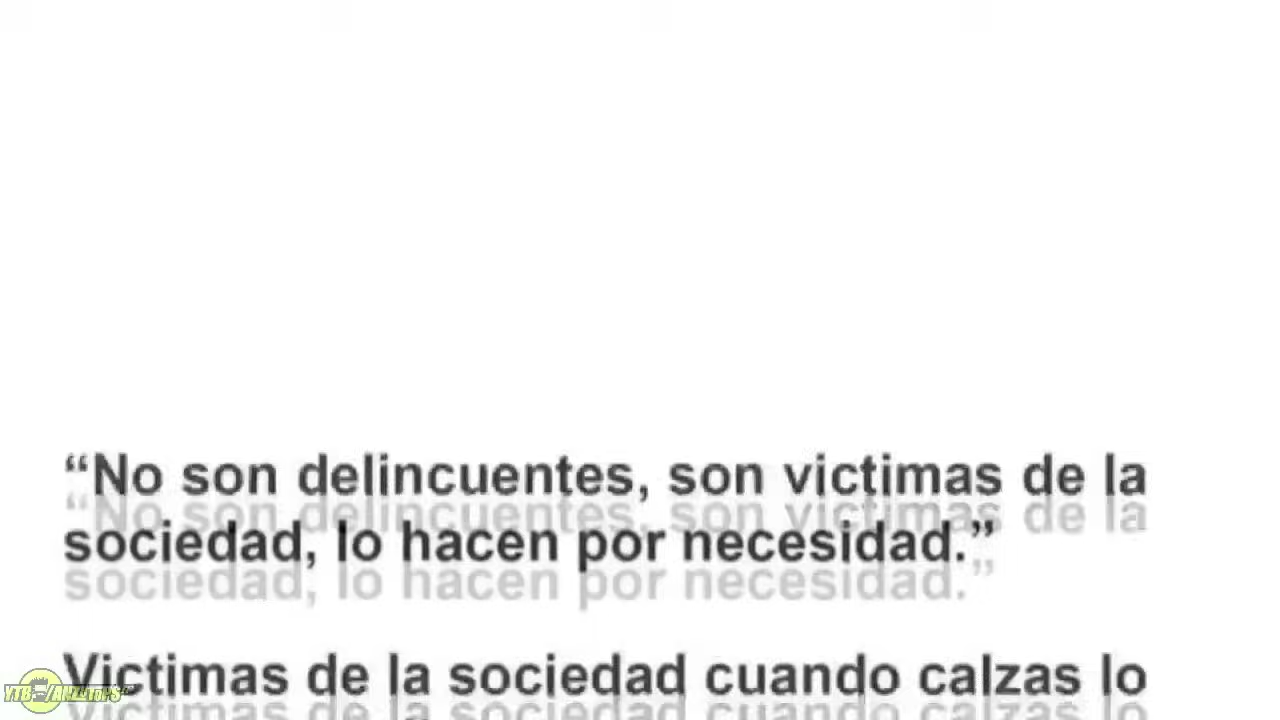 “No son delincuentes, son victimas de la
sociedad, lo hacen por necesidad.”
Victimas de la sociedad cuando calzas lo